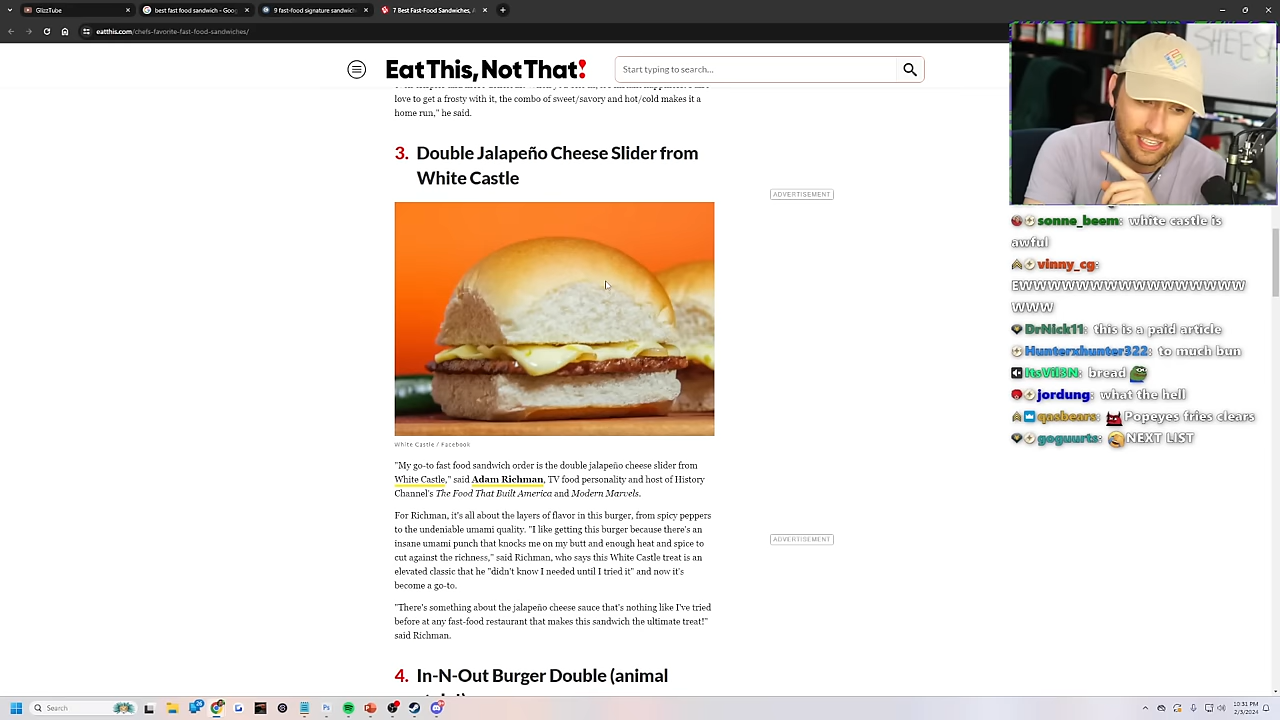 GlizzTube
best fast food sandwich - Goo
9 fast-food signature sandwich
7 Best Fast-Food Sandwiches,
eatthis.com/chefs-favorite-fast-food-sandwiches/
SHEESH
Eat This, Not That!
Start typing to search...
love to get a frosty with it, the combo of sweet/savory and hot/cold makes it a
home run," he said.
3. Double Jalapeño Cheese Slider from
White Castle
ADVERTISEMENT
White Castle / Facebook
"My go-to fast food sandwich order is the double jalapeño cheese slider from
White Castle," said Adam Richman, TV food personality and host of History
Channel's The Food That Built America and Modern Marvels.
For Richman, it's all about the layers of flavor in this burger, from spicy peppers
to the undeniable umami quality. "I like getting this burger because there's an
insane umami punch that knocks me on my butt and enough heat and spice to
cut against the richness," said Richman, who says this White Castle treat is an
elevated classic that he "didn't know I needed until I tried it" and now it's
become a go-to.
ADVERTISEMENT
"There's something about the jalapeño cheese sauce that's nothing like I've tried
before at any fast-food restaurant that makes this sandwich the ultimate treat!"
said Richman.
4. In-N-Out Burger Double (animal
sonne_beem: white castle is
awful
vinny_cg:
EWWWWWWWWWWWWWWWW
WWW
DrNick11: this is a paid article
Hunterxhunter322: to much bun
ItsVil3N: bread
jordung: what the hell
qasbears: Popeyes fries clears
goguurts: NEXT LIST
Search
10:31 PM
2/3/2024